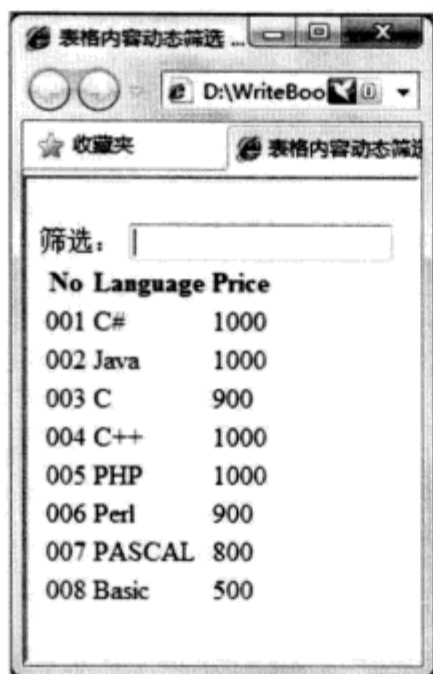 表格内容动态筛选 ...
D:\WriteBoo
收藏夹
表格内容动态筛选
筛选：
No Language Price
001 C# 1000
002 Java 1000
003 C 900
004 C++ 1000
005 PHP 1000
006 Perl 900
007 PASCAL 800
008 Basic 500